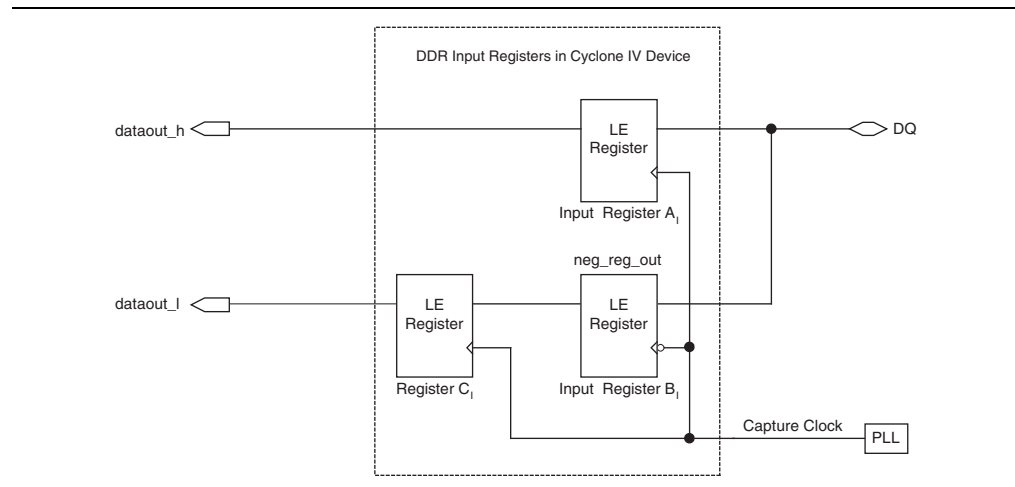 DDR Input Registers in Cyclone IV Device
dataout_h
LE
Register
DQ
Input Register A_I
neg_reg_out
dataout_l
LE
Register
LE
Register
Register C_I
Input Register B_I
Capture Clock
PLL